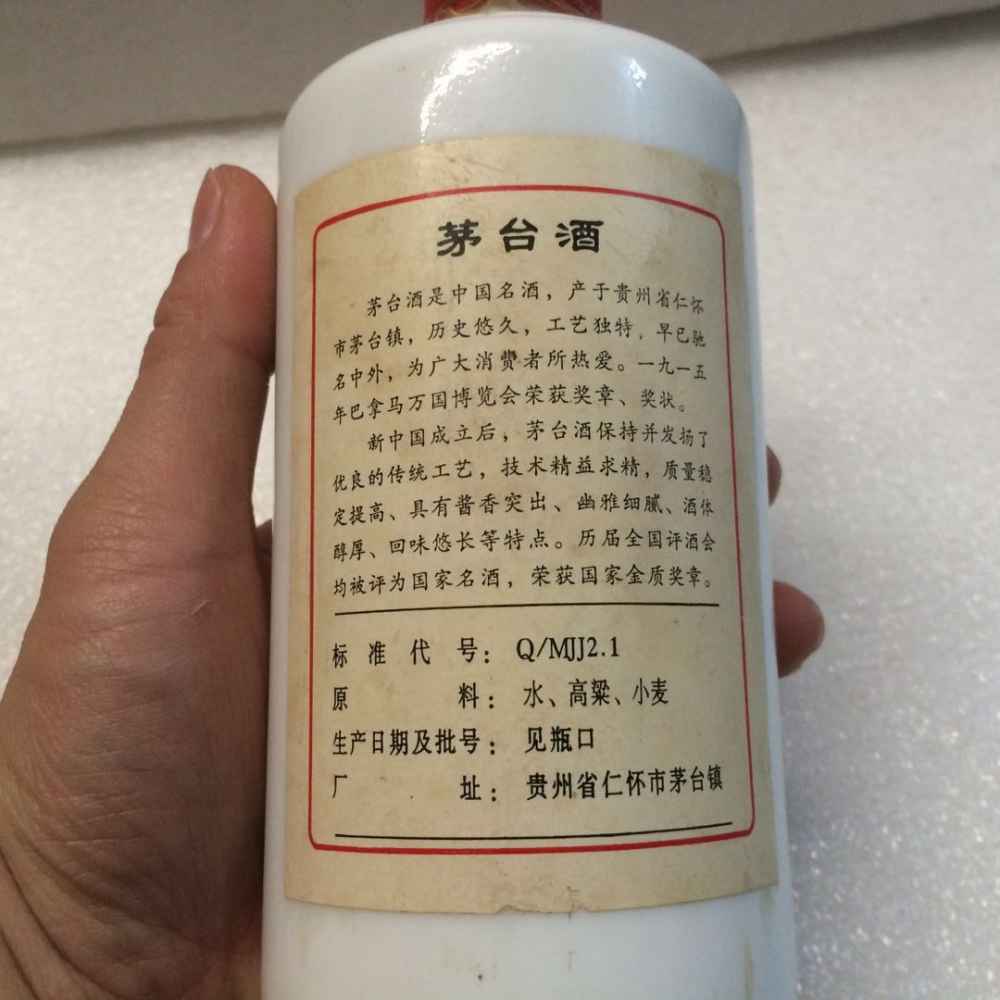 茅台酒
茅台酒是中国名酒，产于贵州省仁怀
市茅台镇，历史悠久，工艺独特，早已驰
名中外，为广大消费者所热爱。一九一五
年巴拿马万国博览会荣获奖章、奖状。
新中国成立后，茅台酒保持并发扬了
优良的传统工艺，技术精益求精，质量稳
定提高、具有酱香突出、幽雅细腻、酒体
醇厚、回味悠长等特点。历届全国评酒会
均被评为国家名酒，荣获国家金质奖章。
标准代号：Q/MJJ2.1
原料：水、高粱、小麦
生产日期及批号：见瓶口
厂址：贵州省仁怀市茅台镇